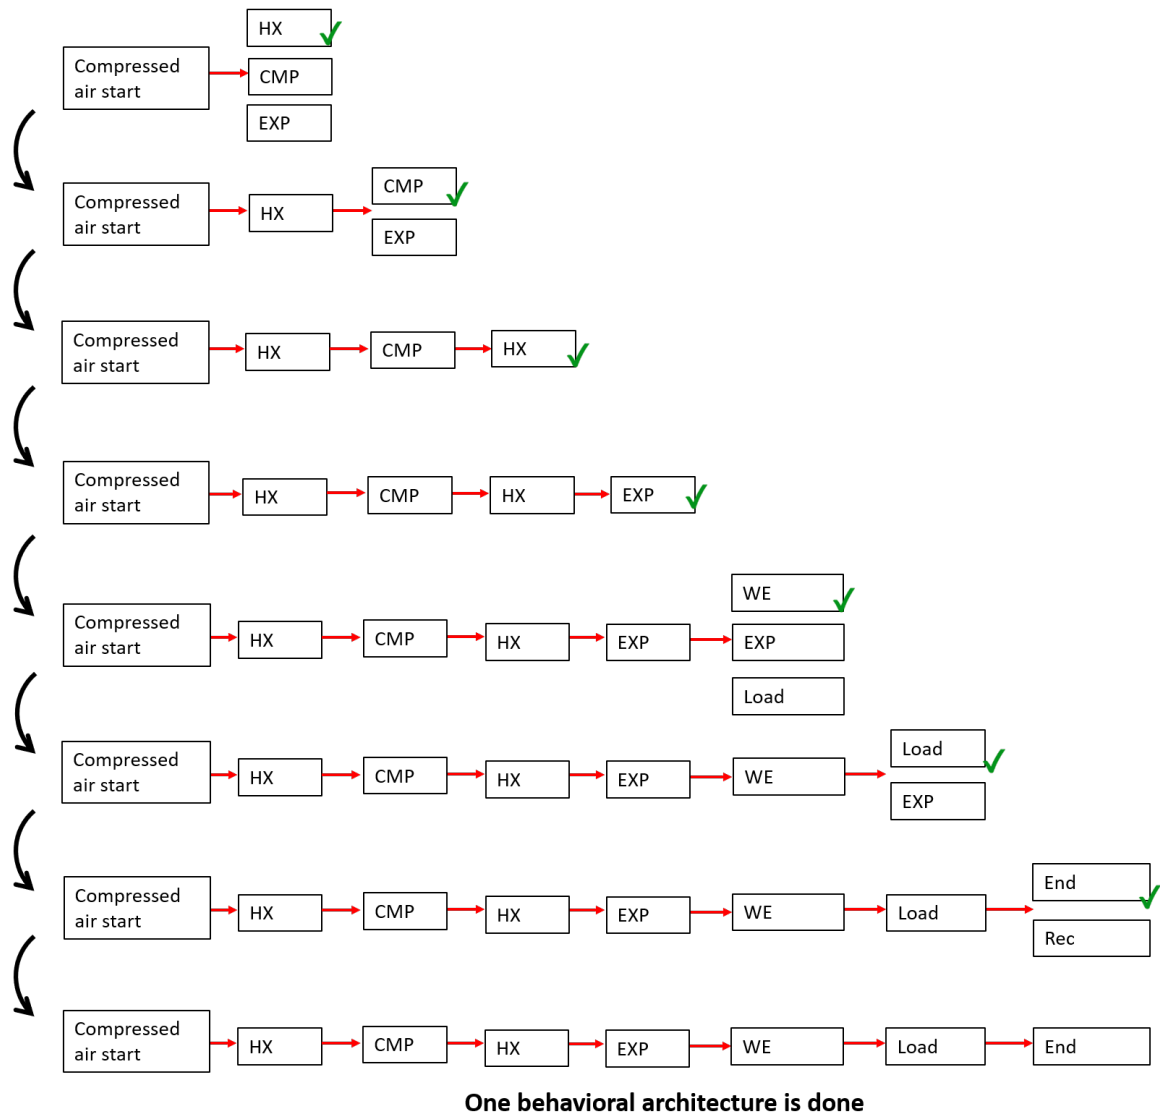 HX
Compressed
air start
CMP
EXP
Compressed
air start
HX
CMP
EXP
Compressed
air start
HX
CMP
HX
Compressed
air start
HX
CMP
HX
EXP
Compressed
air start
HX
CMP
HX
EXP
WE
EXP
Load
Compressed
air start
HX
CMP
HX
EXP
WE
Load
EXP
Compressed
air start
HX
CMP
HX
EXP
WE
Load
End
Rec
Compressed
air start
HX
CMP
HX
EXP
WE
Load
End
One behavioral architecture is done